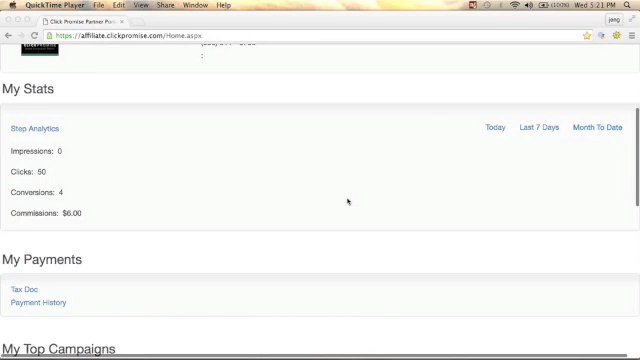 QuickTime Player File Edit View Window Help
(100%) Wed 5:21 PM
Click Promise Partner Port
jong
https://affiliate.clickpromise.com/Home.aspx
:
My Stats
Step Analytics
Today Last 7 Days Month To Date
Impressions: 0
Clicks: 50
Conversions: 4
Commissions: $6.00
My Payments
Tax Doc
Payment History
My Top Campaigns